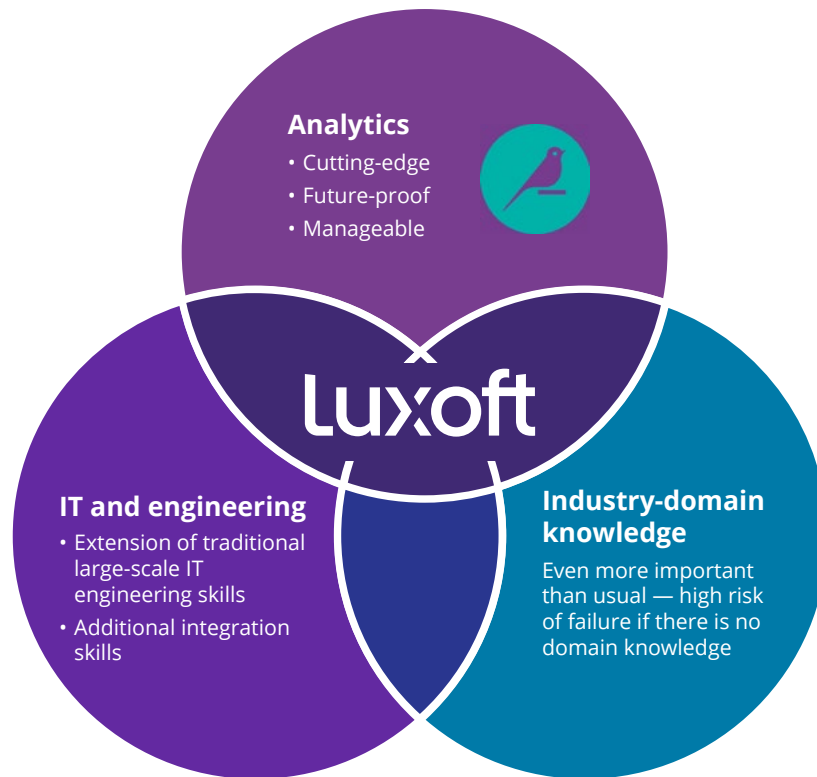 Analytics
• Cutting-edge
• Future-proof
• Manageable
Luxoft
IT and engineering
• Extension of traditional
large-scale IT
engineering skills
• Additional integration
skills
Industry-domain
knowledge
Even more important
than usual — high risk
of failure if there is no
domain knowledge